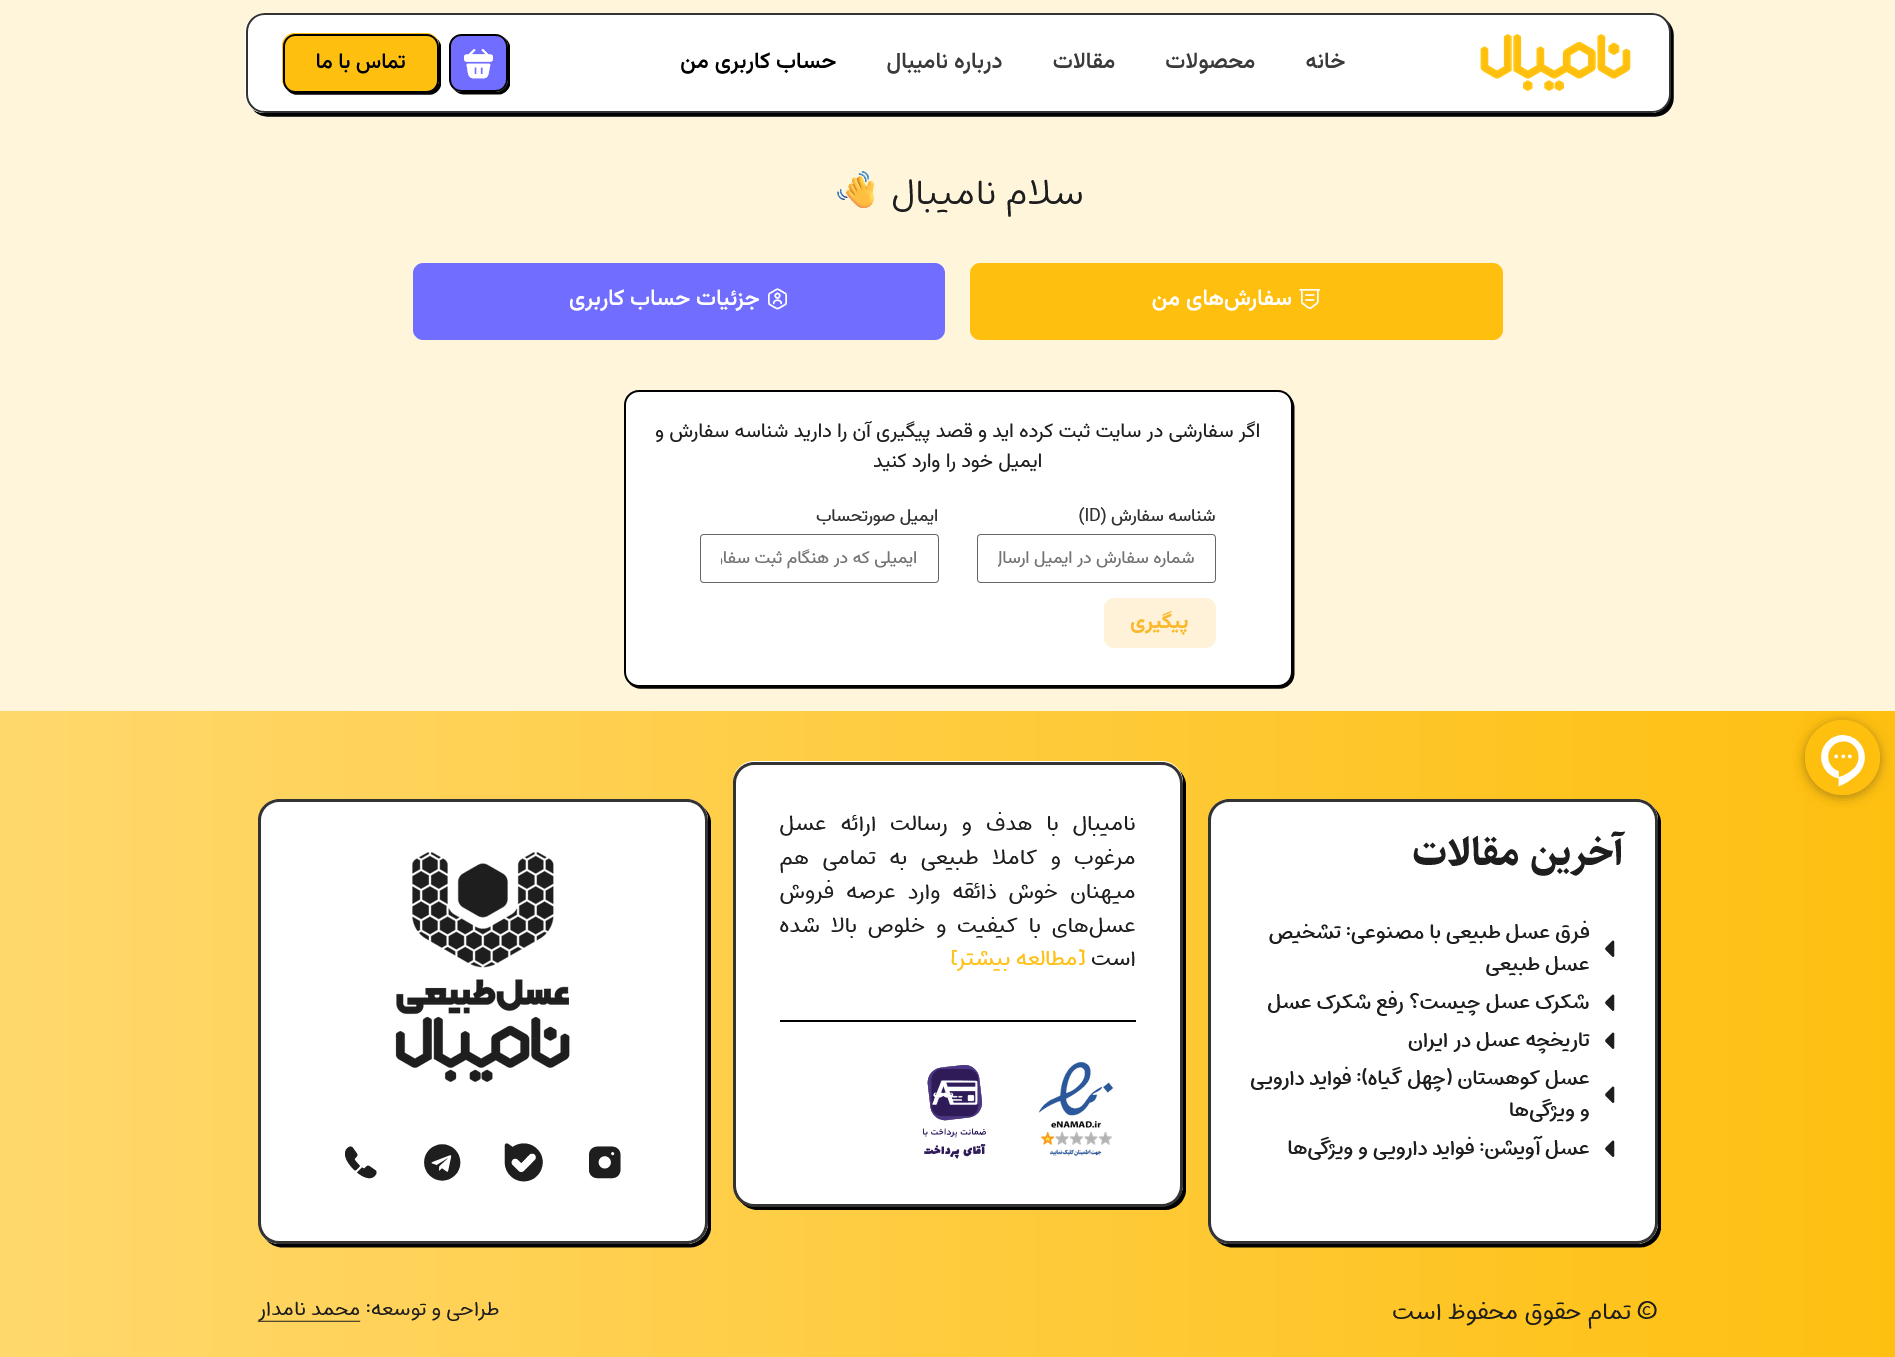 نامیبال
خانه
محصولات
مقالات
درباره نامیبال
حساب کاربری من
تماس با ما
سلام نامیبال 👋
سفارش‌های من
جزئیات حساب کاربری
اگر سفارشی در سایت ثبت کرده اید و قصد پیگیری آن را دارید شناسه سفارش و
ایمیل خود را وارد کنید
شناسه سفارش (ID)
ایمیل صورتحساب
شماره سفارش در ایمیل ارسال
ایمیلی که در هنگام ثبت سفار
پیگیری
آخرین مقالات
فرق عسل طبیعی با مصنوعی: تشخیص
عسل طبیعی
شکرک عسل چیست؟ رفع شکرک عسل
تاریخچه عسل در ایران
عسل کوهستان (چهل گیاه): فواید دارویی
و ویژگی‌ها
عسل آویشن: فواید دارویی و ویژگی‌ها
نامیبال با هدف و رسالت ارائه عسل
مرغوب و کاملا طبیعی به تمامی هم
میهنان خوش ذائقه وارد عرصه فروش
عسل‌های با کیفیت و خلوص بالا شده
است [مطالعه بیشتر]
eNAMAD.ir
جهت اطمینان کلیک نمایید
ضمانت پرداخت با
آقای پرداخت
عسل طبیعی
نامیبال
© تمام حقوق محفوظ است
طراحی و توسعه: محمد نامدار